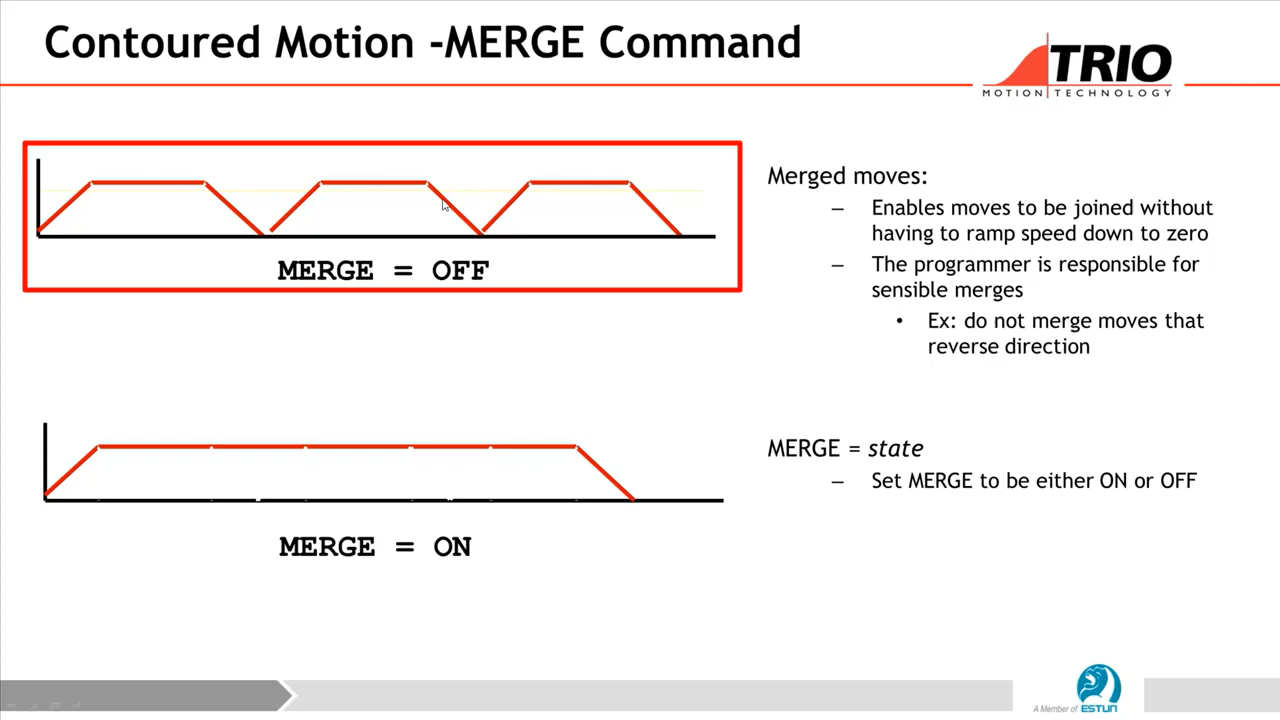 Contoured Motion -MERGE Command
TRIO
MOTION TECHNOLOGY
MERGE = OFF
Merged moves:
– Enables moves to be joined without
having to ramp speed down to zero
– The programmer is responsible for
sensible merges
• Ex: do not merge moves that
reverse direction
MERGE = ON
MERGE = state
– Set MERGE to be either ON or OFF
A Member of ESTUN